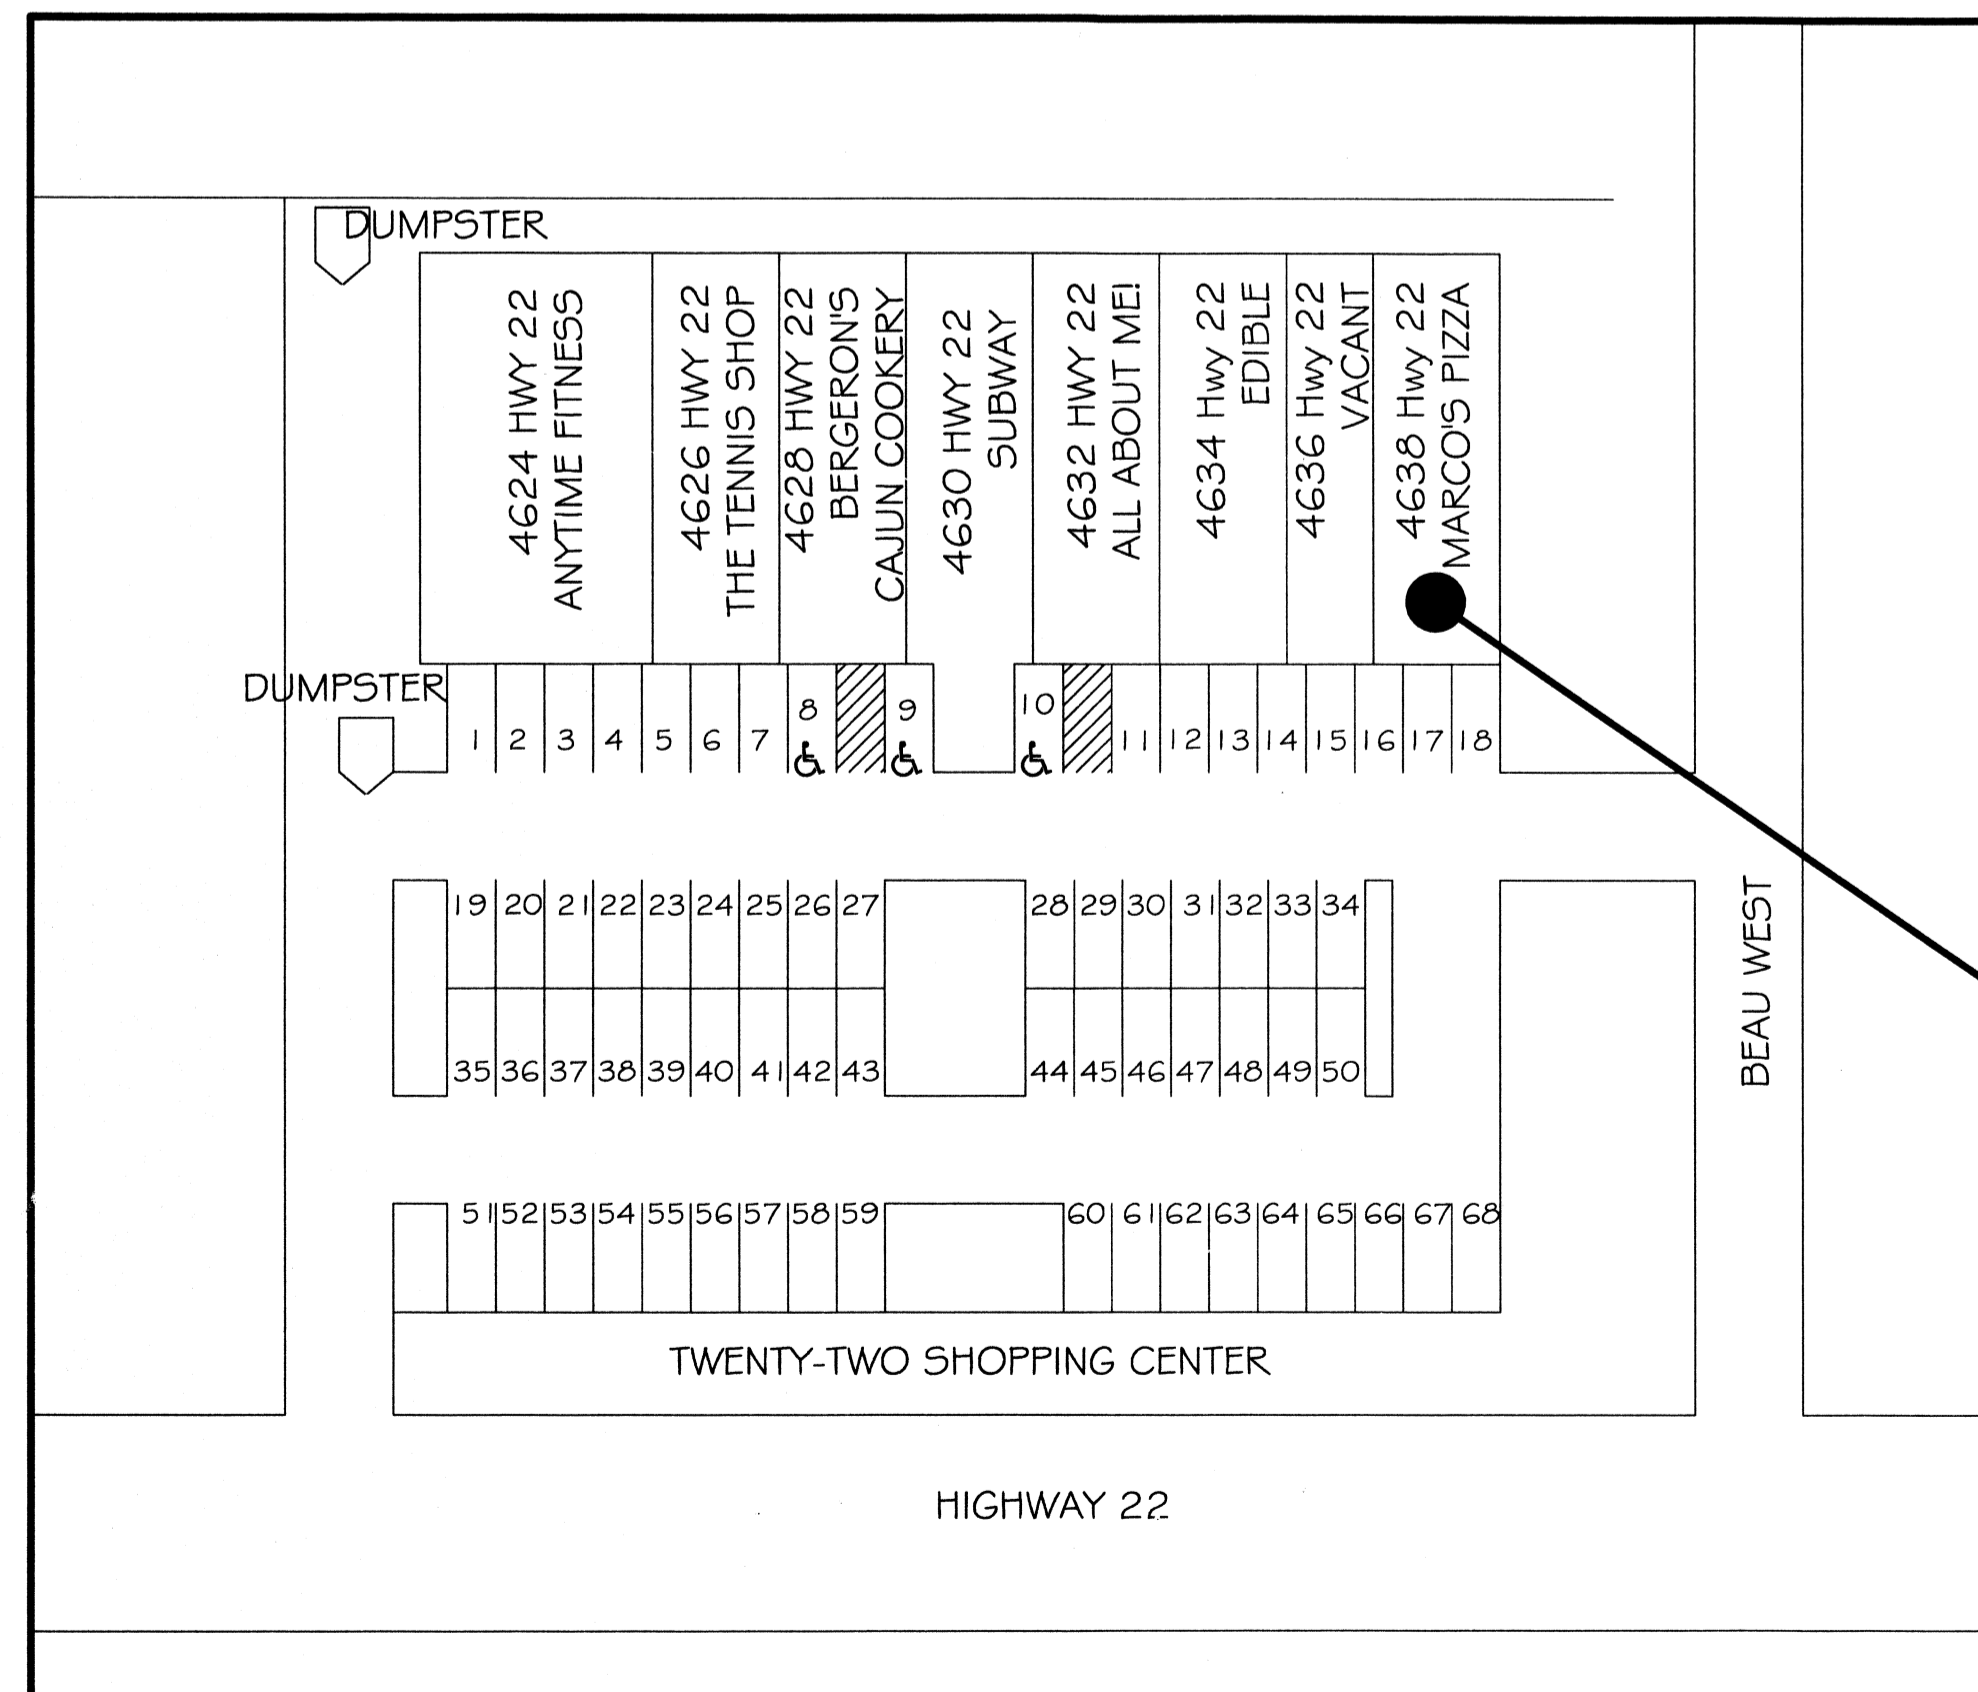 DUMPSTER
4624 HWY 22
ANYTIME FITNESS
4626 HWY 22
THE TENNIS SHOP
4628 HWY 22
BERGERON'S
CAJUN COOKERY
4630 HWY 22
SUBWAY
4632 HWY 22
ALL ABOUT ME!
4634 Hwy 22
EDIBLE
4636 Hwy 22
VACANT
4638 Hwy 22
MARCO'S PIZZA
DUMPSTER
1 2 3 4 5 6 7 8 9 10 11 12 13 14 15 16 17 18
19 20 21 22 23 24 25 26 27 28 29 30 31 32 33 34
35 36 37 38 39 40 41 42 43 44 45 46 47 48 49 50
BEAU WEST
51 52 53 54 55 56 57 58 59 60 61 62 63 64 65 66 67 68
TWENTY-TWO SHOPPING CENTER
HIGHWAY 22